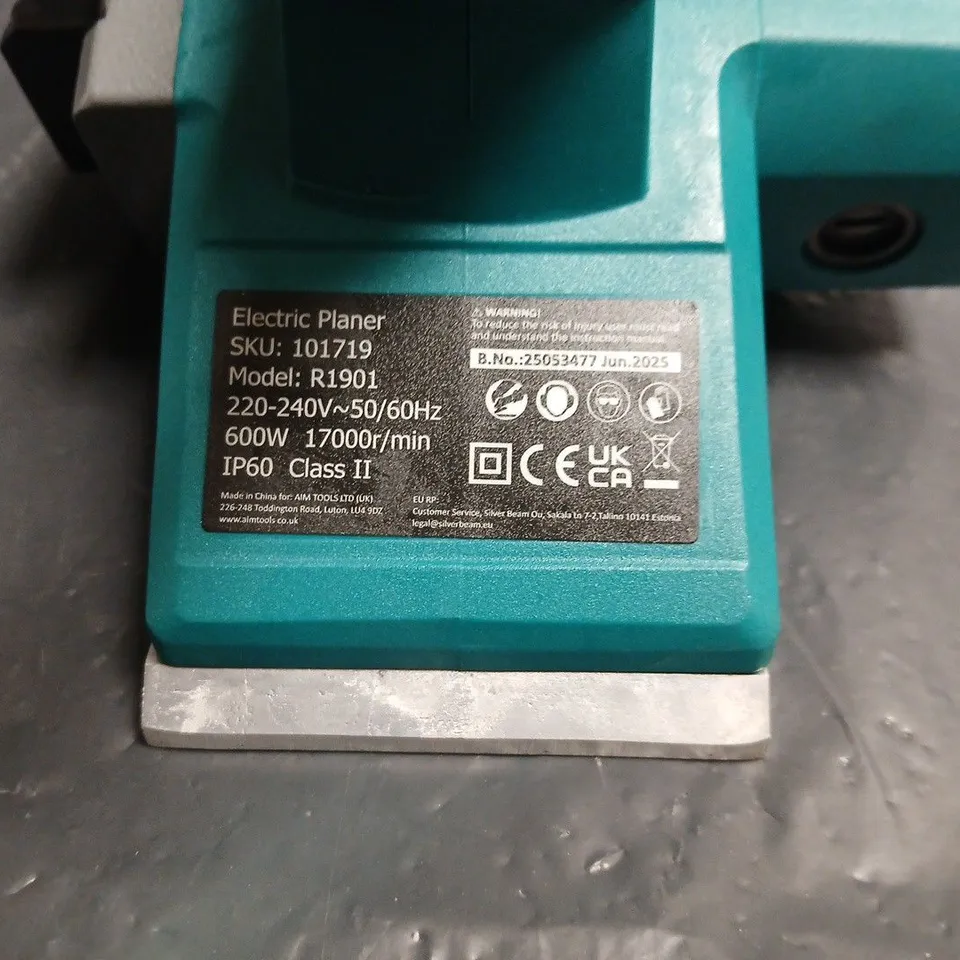 Electric Planer
SKU: 101719
Model: R1901
220-240V~50/60Hz
600W 17000r/min
IP60 Class II
Made in China for: AIM TOOLS LTD (UK)
226-248 Toddington Road, Luton, LU4 9DZ
www.aimtools.co.uk
WARNING!
To reduce the risk of injury user must read
and understand the instruction manual
B.No.:25053477 Jun.2025
CE
UK
CA
EU RP:
Customer Service, Silver Beam Ou, Sakala tn 7-2,Tallino 10141 Estonia
legal@silverbeam.eu